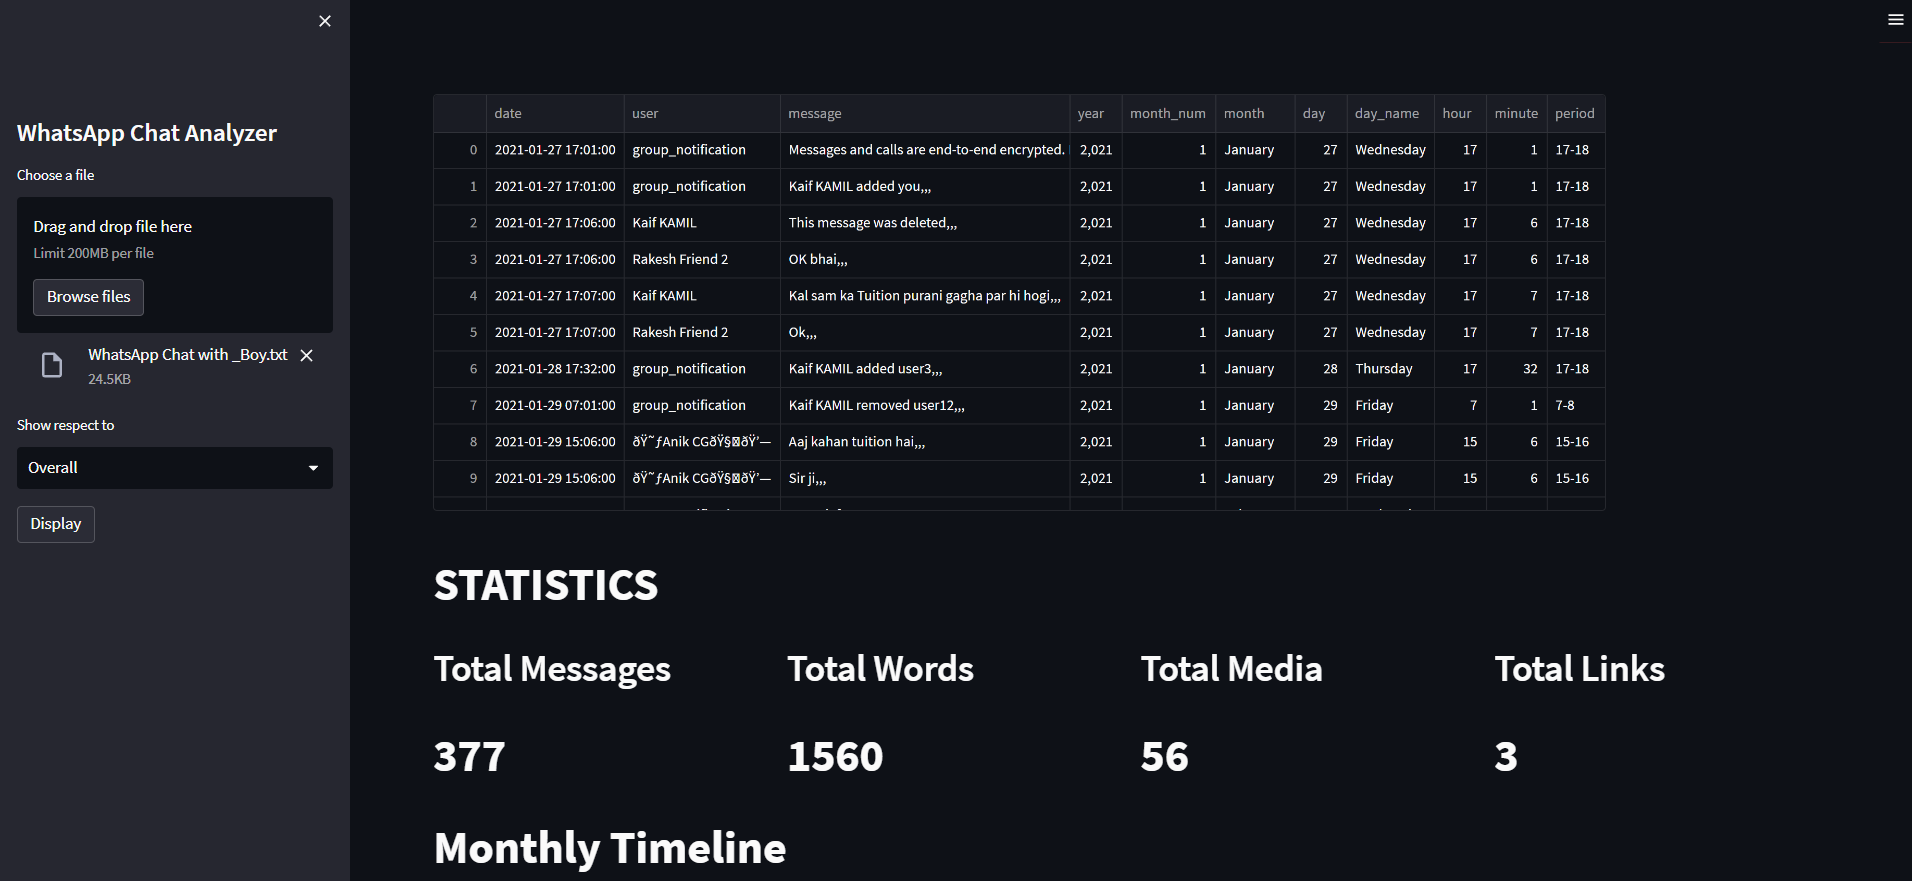 WhatsApp Chat Analyzer
Choose a file
Drag and drop file here
Limit 200MB per file
Browse files
WhatsApp Chat with _Boy.txt
24.5KB
Show respect to
Overall
Display
date user message year month_num month day day_name hour minute period
0 2021-01-27 17:01:00 group_notification Messages and calls are end-to-end encrypted. 2,021 1 January 27 Wednesday 17 1 17-18
1 2021-01-27 17:01:00 group_notification Kaif KAMIL added you,,, 2,021 1 January 27 Wednesday 17 1 17-18
2 2021-01-27 17:06:00 Kaif KAMIL This message was deleted,,, 2,021 1 January 27 Wednesday 17 6 17-18
3 2021-01-27 17:06:00 Rakesh Friend 2 OK bhai,,, 2,021 1 January 27 Wednesday 17 6 17-18
4 2021-01-27 17:07:00 Kaif KAMIL Kal sam ka Tuition purani gagha par hi hogi,,, 2,021 1 January 27 Wednesday 17 7 17-18
5 2021-01-27 17:07:00 Rakesh Friend 2 Ok,,, 2,021 1 January 27 Wednesday 17 7 17-18
6 2021-01-28 17:32:00 group_notification Kaif KAMIL added user3,,, 2,021 1 January 28 Thursday 17 32 17-18
7 2021-01-29 07:01:00 group_notification Kaif KAMIL removed user12,,, 2,021 1 January 29 Friday 7 1 7-8
8 2021-01-29 15:06:00 ðŸ˜ƒAnik CGðŸ§ðŸ’— Aaj kahan tuition hai,,, 2,021 1 January 29 Friday 15 6 15-16
9 2021-01-29 15:06:00 ðŸ˜ƒAnik CGðŸ§ðŸ’— Sir ji,,, 2,021 1 January 29 Friday 15 6 15-16
STATISTICS
Total Messages Total Words Total Media Total Links
377 1560 56 3
Monthly Timeline